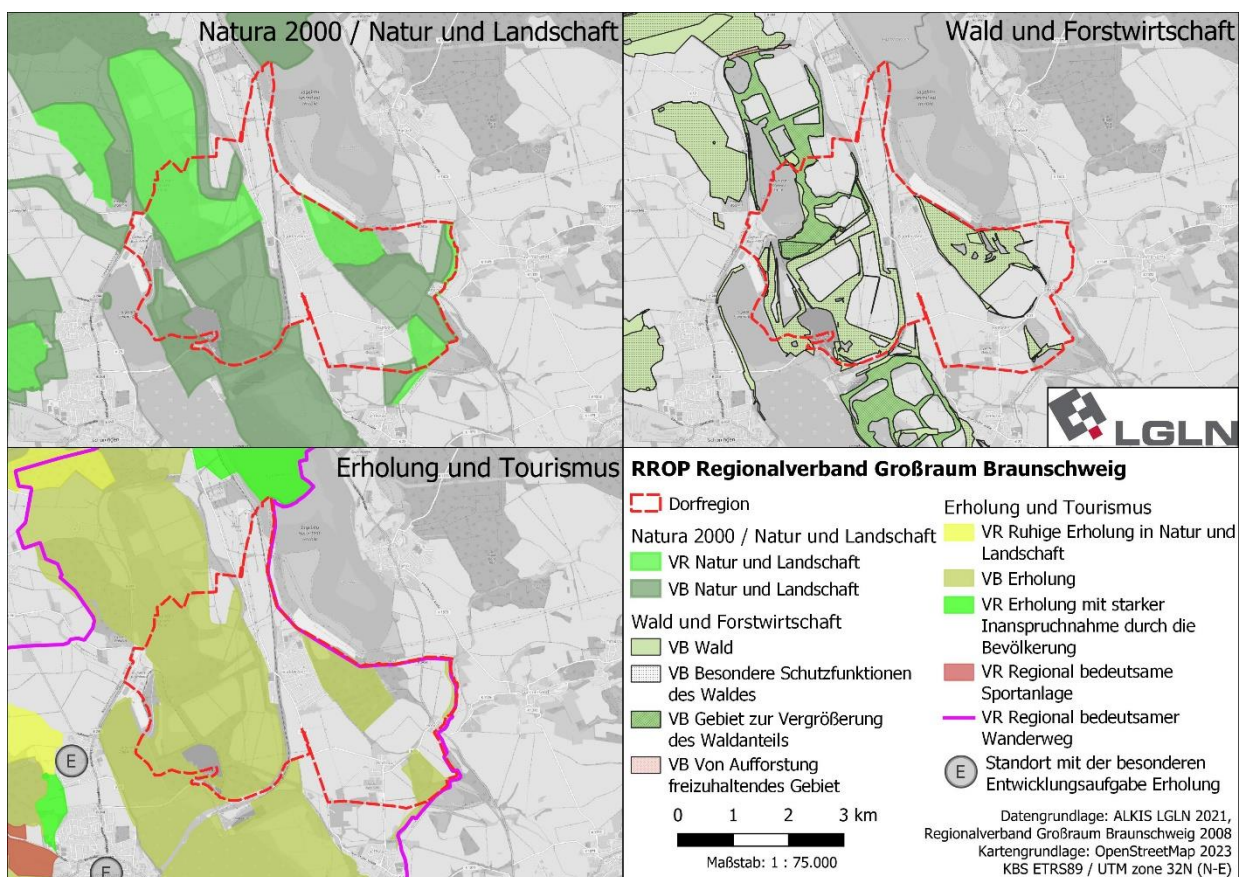 Natura 2000 / Natur und Landschaft
Wald und Forstwirtschaft
LGLN
Erholung und Tourismus
E
E
RROP Regionalverband Großraum Braunschweig
Dorfregion
Natura 2000 / Natur und Landschaft
VR Natur und Landschaft
VB Natur und Landschaft
Wald und Forstwirtschaft
VB Wald
VB Besondere Schutzfunktionen
des Waldes
VB Gebiet zur Vergrößerung
des Waldanteils
VB Von Aufforstung
freizuhaltendes Gebiet
0 1 2 3 km
Maßstab: 1 : 75.000
Erholung und Tourismus
VR Ruhige Erholung in Natur und
Landschaft
VB Erholung
VR Erholung mit starker
Inanspruchnahme durch die
Bevölkerung
VR Regional bedeutsame
Sportanlage
VR Regional bedeutsamer
Wanderweg
E
Standort mit der besonderen
Entwicklungsaufgabe Erholung
Datengrundlage: ALKIS LGLN 2021,
Regionalverband Großraum Braunschweig 2008
Kartengrundlage: OpenStreetMap 2023
KBS ETRS89 / UTM zone 32N (N-E)